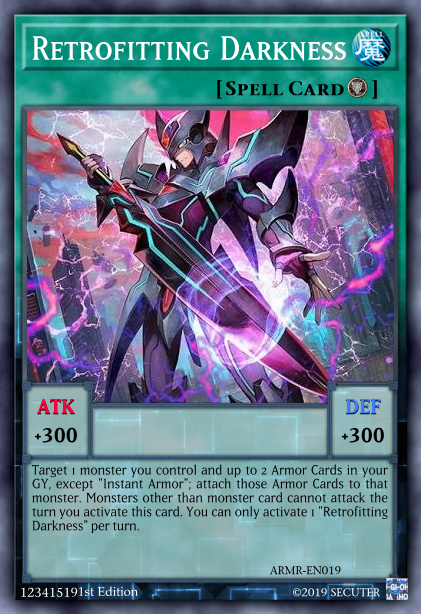 RETROFITTING DARKNESS 魔
[SPELL CARD]
ATK
+300
DEF
+300
Target 1 monster you control and up to 2 Armor Cards in your
GY, except "Instant Armor"; attach those Armor Cards to that
monster. Monsters other than monster card cannot attack the
turn you activate this card. You can only activate 1 "Retrofitting
Darkness" per turn.
ARMR-EN019
123415191st Edition
©2019 SECUTER